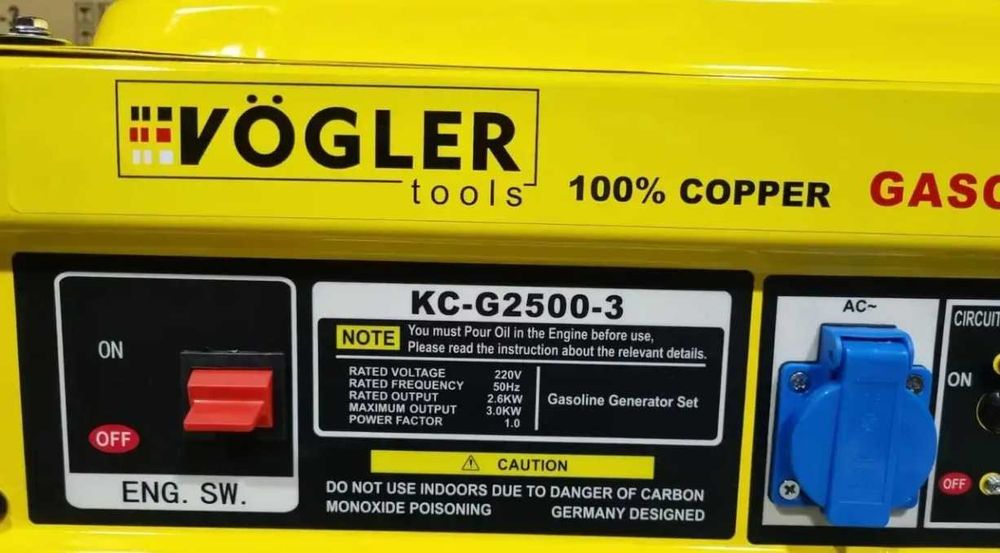 VÖGLER
tools
100% COPPER
ON
OFF
ENG. SW.
KC-G2500-3
NOTE
You must Pour Oil in the Engine before use,
Please read the instruction about the relevant details.
RATED VOLTAGE 220V
RATED FREQUENCY 50Hz
RATED OUTPUT 2.6KW
MAXIMUM OUTPUT 3.0KW
POWER FACTOR 1.0
Gasoline Generator Set
CAUTION
DO NOT USE INDOORS DUE TO DANGER OF CARBON
MONOXIDE POISONING GERMANY DESIGNED
AC~
ON
OFF